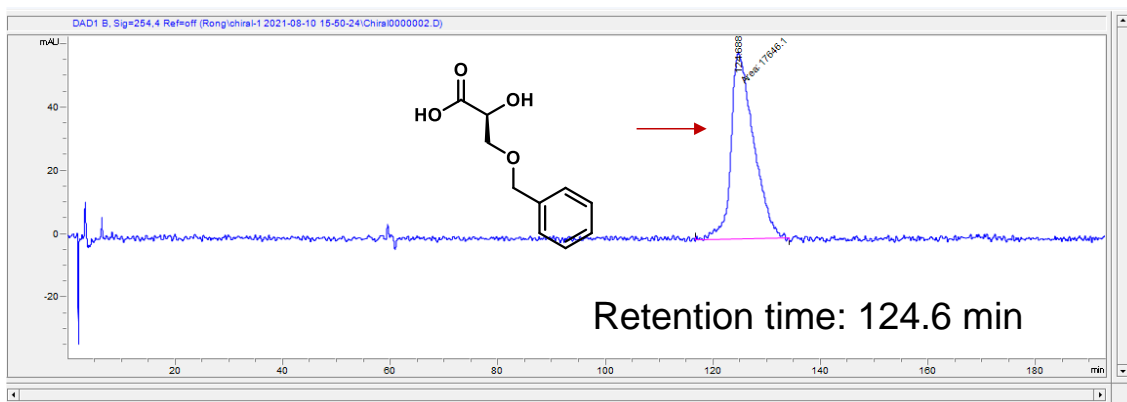 DAD1 B, Sig=254,4 Ref=off (Rong\chiral-1 2021-08-10 15-50-24\Chiral0000002.D)
mAU
124.688
Area: 17646.1
40
20
0
-20
O
HO
OH
O
Retention time: 124.6 min
20
40
60
80
100
120
140
160
180
min